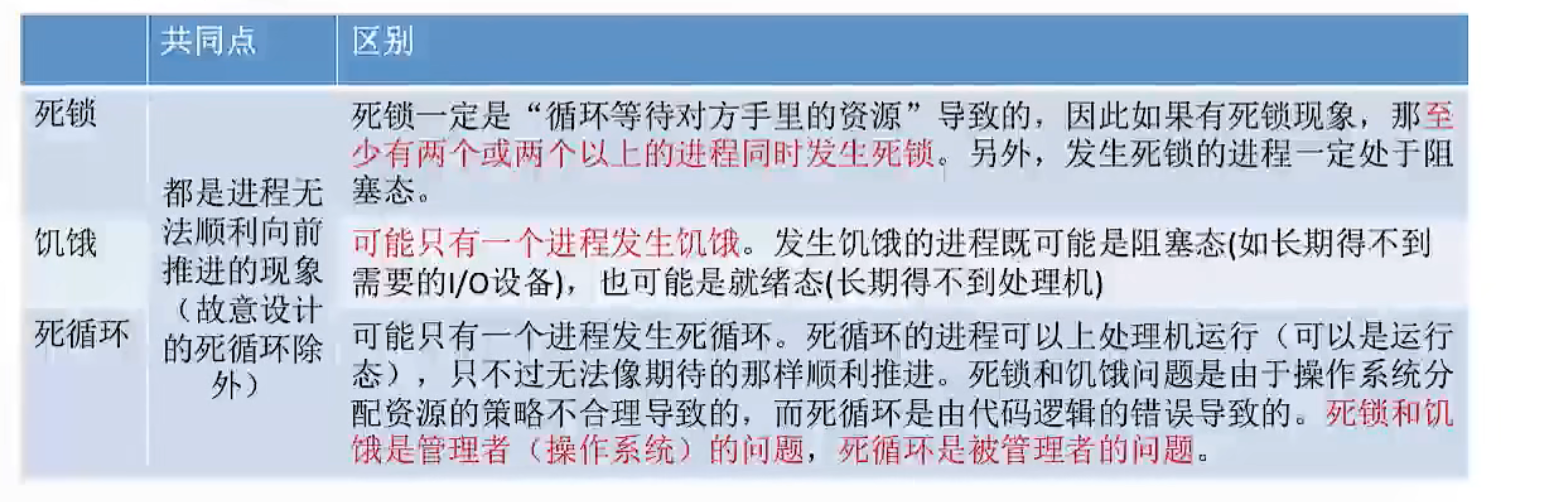 共同点
区别
死锁
都是进程无
法顺利向前
推进的现象
（故意设计
的死循环除
外）
死锁一定是“循环等待对方手里的资源”导致的，因此如果有死锁现象，那至
少有两个或两个以上的进程同时发生死锁。另外，发生死锁的进程一定处于阻
塞态。
饥饿
可能只有一个进程发生饥饿。发生饥饿的进程既可能是阻塞态(如长期得不到
需要的I/O设备)，也可能是就绪态(长期得不到处理机)
死循环
可能只有一个进程发生死循环。死循环的进程可以上处理机运行（可以是运行
态），只不过无法像期待的那样顺利推进。死锁和饥饿问题是由于操作系统分
配资源的策略不合理导致的，而死循环是由代码逻辑的错误导致的。死锁和饥
饿是管理者（操作系统）的问题，死循环是被管理者的问题。